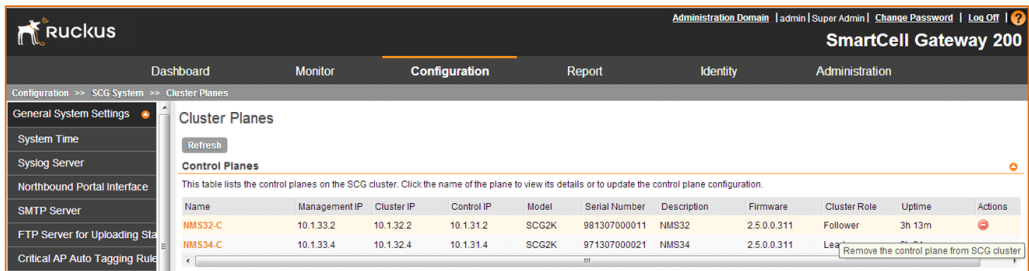 Ruckus
Administration Domain | admin | Super Admin | Change Password | Log Off | ?
SmartCell Gateway 200
Dashboard Monitor Configuration Report Identity Administration
Configuration >> SCG System >> Cluster Planes
General System Settings
System Time
Syslog Server
Northbound Portal Interface
SMTP Server
FTP Server for Uploading Sta
Critical AP Auto Tagging Rule
Cluster Planes
Refresh
Control Planes
This table lists the control planes on the SCG cluster. Click the name of the plane to view its details or to update the control plane configuration.
Name Management IP Cluster IP Control IP Model Serial Number Description Firmware Cluster Role Uptime Actions
NMS32-C 10.1.33.2 10.1.32.2 10.1.31.2 SCG2K 981307000011 NMS32 2.5.0.0.311 Follower 3h 13m
NMS34-C 10.1.33.4 10.1.32.4 10.1.31.4 SCG2K 971307000021 NMS34 2.5.0.0.311
Remove the control plane from SCG cluster